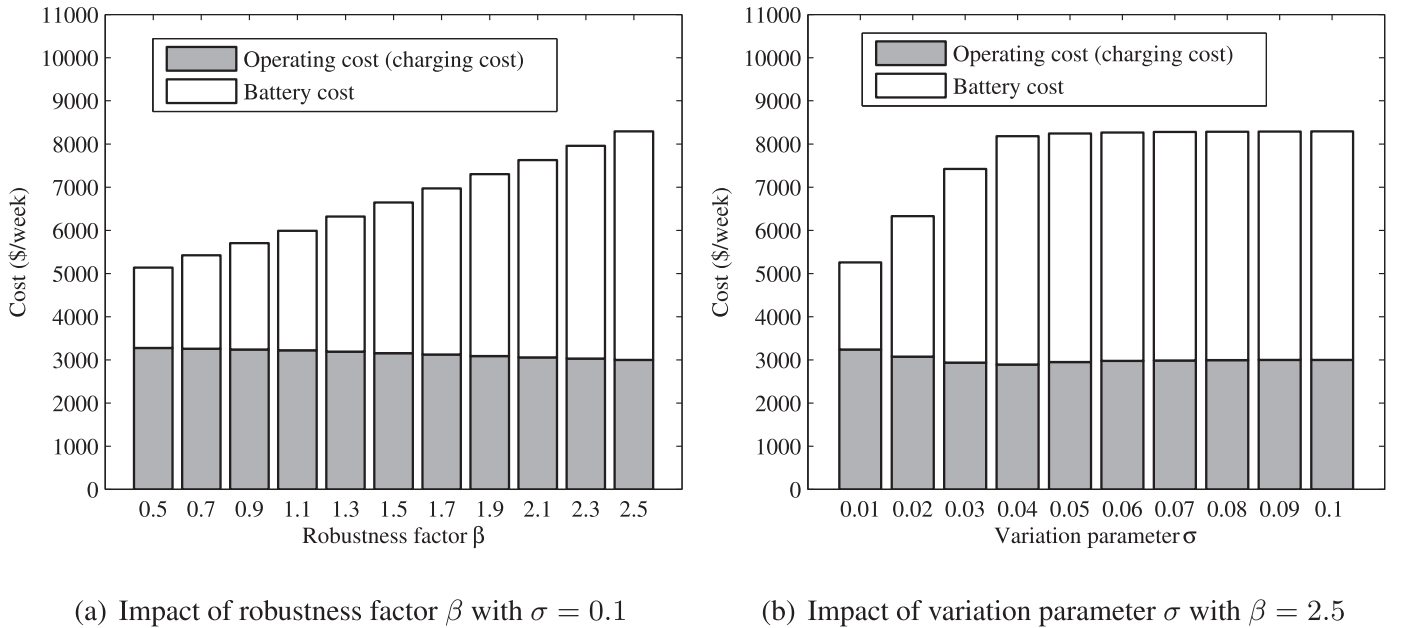 11000
10000
9000
8000
7000
6000
5000
4000
3000
2000
1000
0
Cost ($/week)
Operating cost (charging cost)
Battery cost
0.5 0.7 0.9 1.1 1.3 1.5 1.7 1.9 2.1 2.3 2.5
Robustness factor β
(a) Impact of robustness factor β with σ = 0.1
11000
10000
9000
8000
7000
6000
5000
4000
3000
2000
1000
0
Cost ($/week)
Operating cost (charging cost)
Battery cost
0.01 0.02 0.03 0.04 0.05 0.06 0.07 0.08 0.09 0.1
Variation parameter σ
(b) Impact of variation parameter σ with β = 2.5